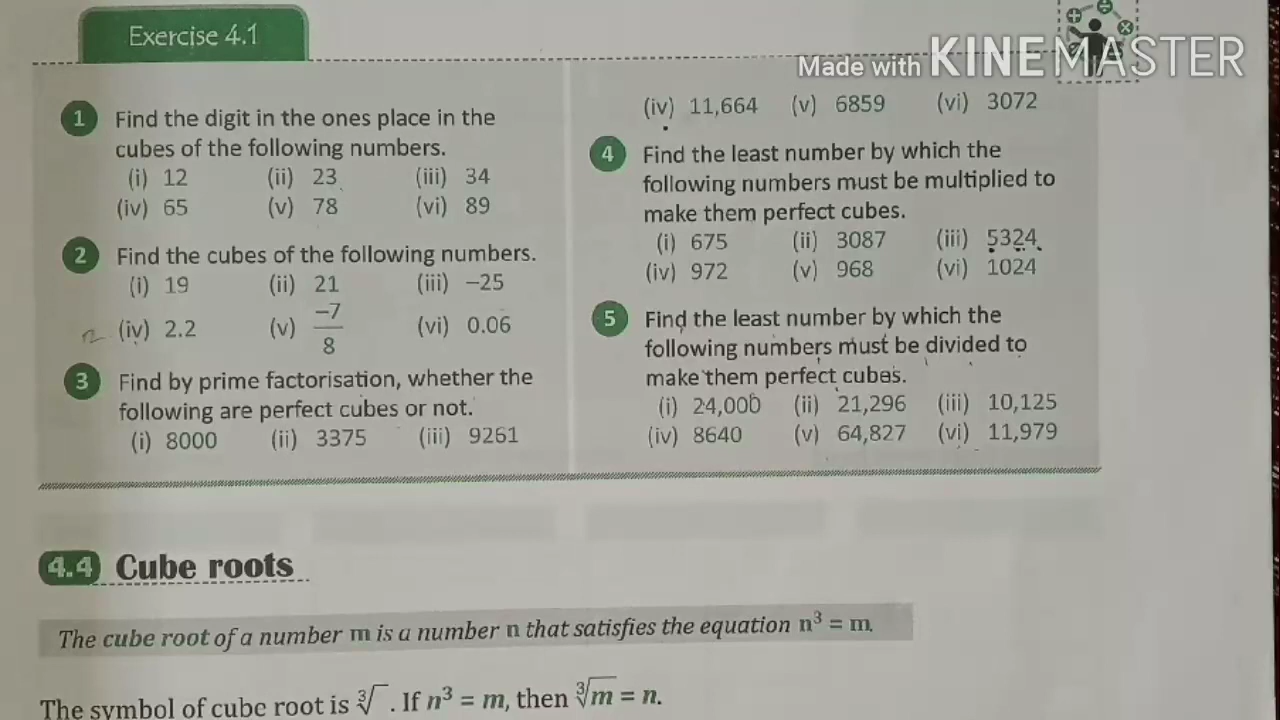 Exercise 4.1
Made with KINEMASTER
1 Find the digit in the ones place in the
cubes of the following numbers.
(i) 12 (ii) 23 (iii) 34
(iv) 65 (v) 78 (vi) 89
2 Find the cubes of the following numbers.
(i) 19 (ii) 21 (iii) −25
(iv) 2.2 (v) −7/8 (vi) 0.06
3 Find by prime factorisation, whether the
following are perfect cubes or not.
(i) 8000 (ii) 3375 (iii) 9261
(iv) 11,664 (v) 6859 (vi) 3072
4 Find the least number by which the
following numbers must be multiplied to
make them perfect cubes.
(i) 675 (ii) 3087 (iii) 5324
(iv) 972 (v) 968 (vi) 1024
5 Find the least number by which the
following numbers must be divided to
make them perfect cubes.
(i) 24,000 (ii) 21,296 (iii) 10,125
(iv) 8640 (v) 64,827 (vi) 11,979
4.4 Cube roots
The cube root of a number m is a number n that satisfies the equation n³ = m.
The symbol of cube root is ∛ . If n³ = m, then ∛m = n.